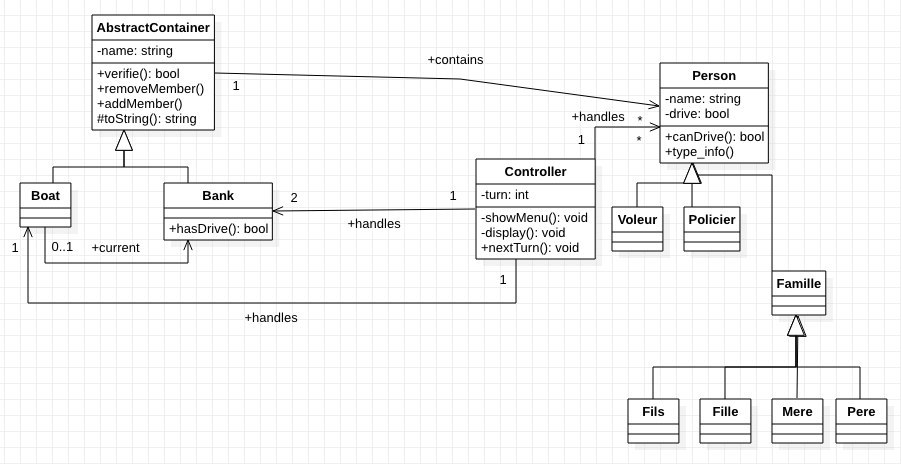 AbstractContainer
-name: string
+verifie(): bool
+removeMember()
+addMember()
#toString(): string
+contains
1
Person
-name: string
-drive: bool
+canDrive(): bool
+type_info()
+handles
*
1
*
Controller
-turn: int
-showMenu(): void
-display(): void
+nextTurn(): void
Boat
Bank
+hasDrive(): bool
2
1
+handles
1
0..1
+current
1
+handles
Voleur
Policier
Famille
Fils
Fille
Mere
Pere